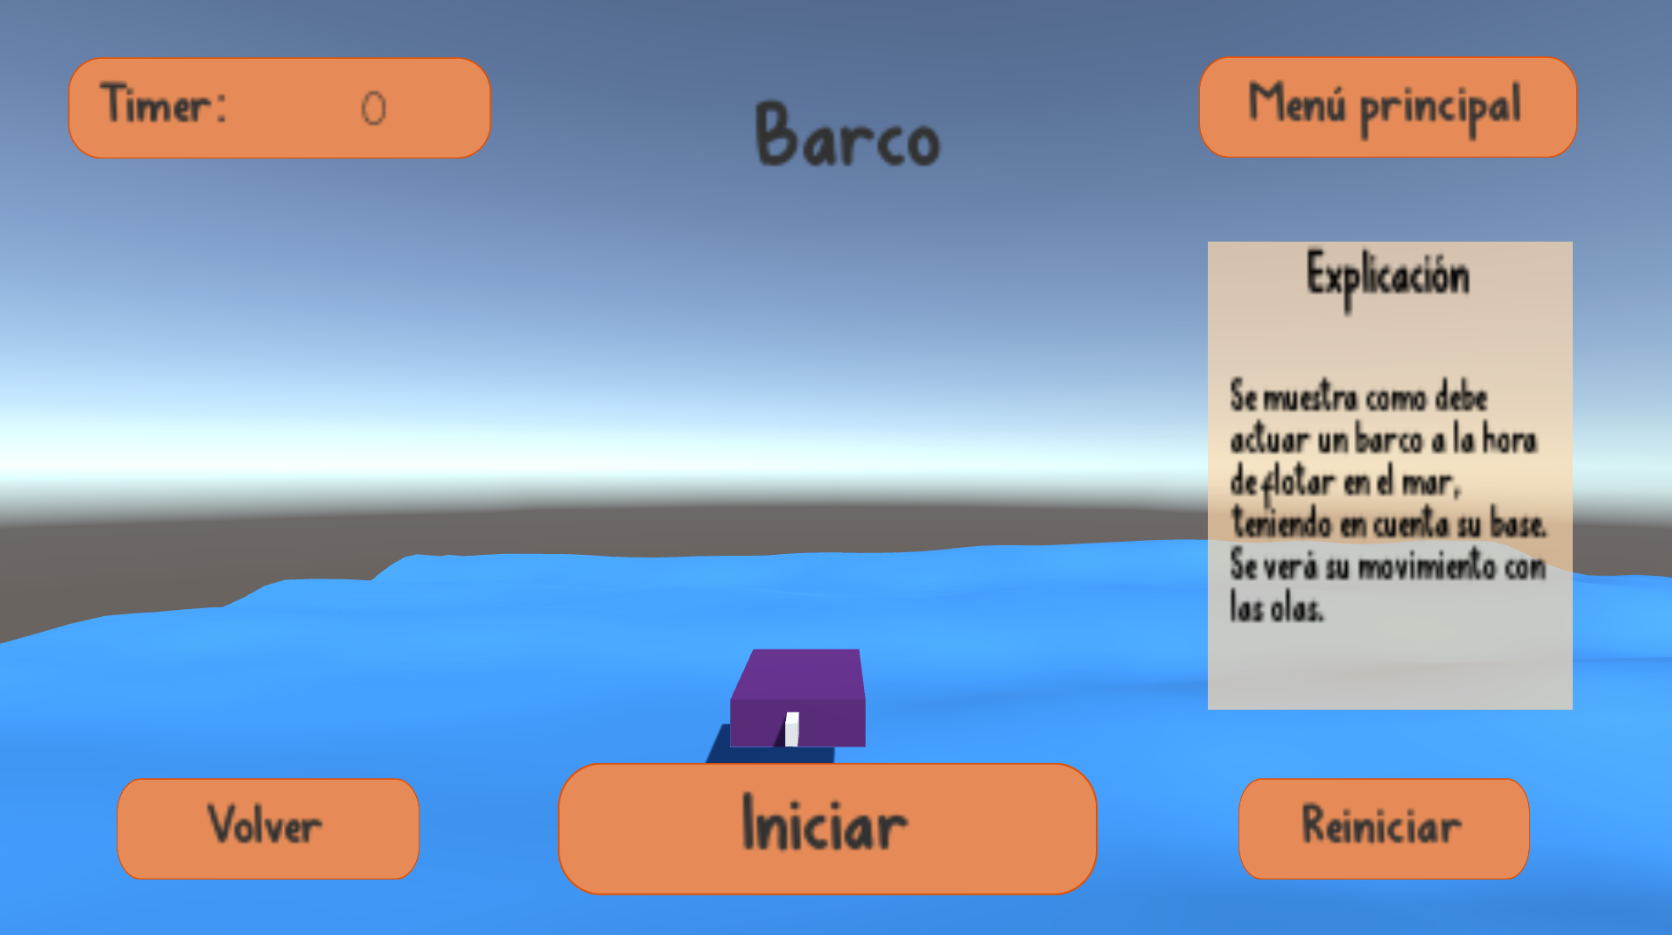 Timer: 0
Barco
Menú principal
Explicación
Se muestra como debe
actuar un barco a la hora
de flotar en el mar,
teniendo en cuenta su base.
Se verá su movimiento con
las olas.
Volver
Iniciar
Reiniciar